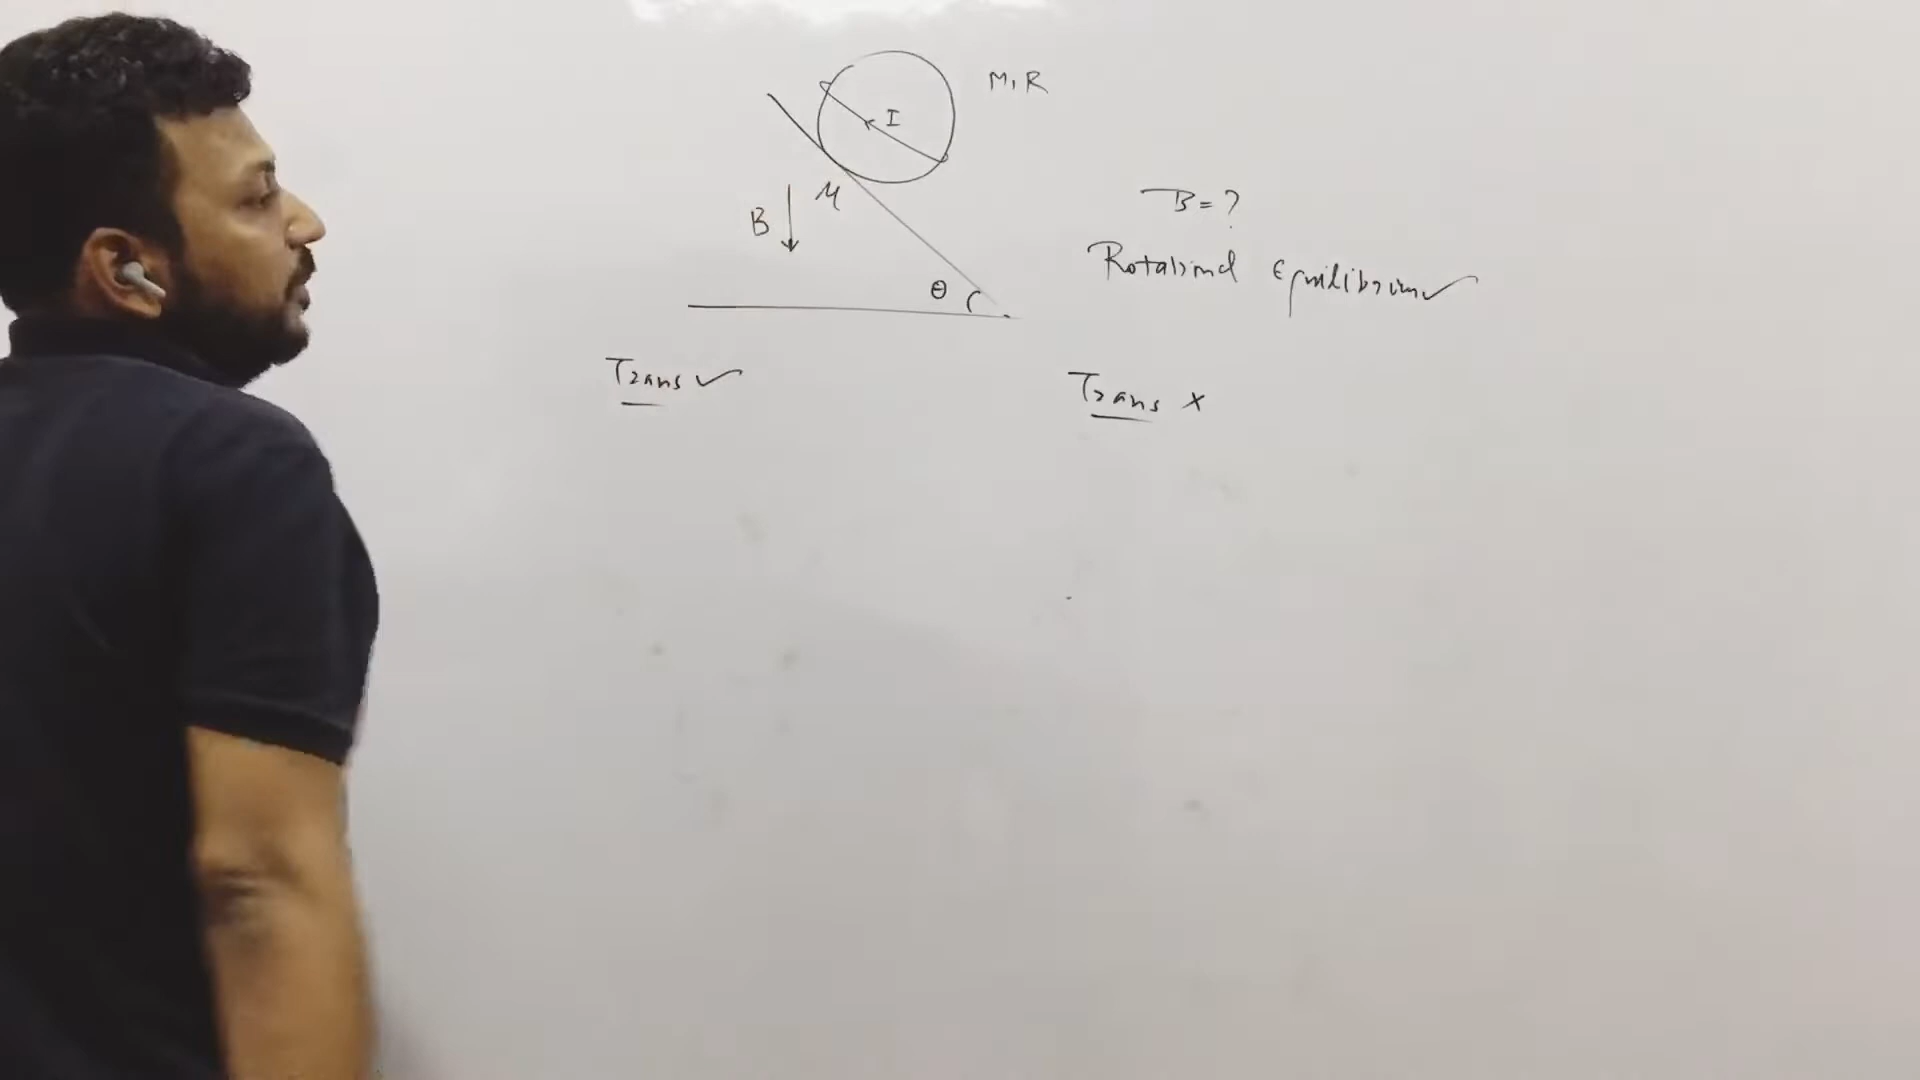 M, R
I
μ
B
θ
B = ?
Rotational Equilibrium ✓
Trans ✓
Trans ×